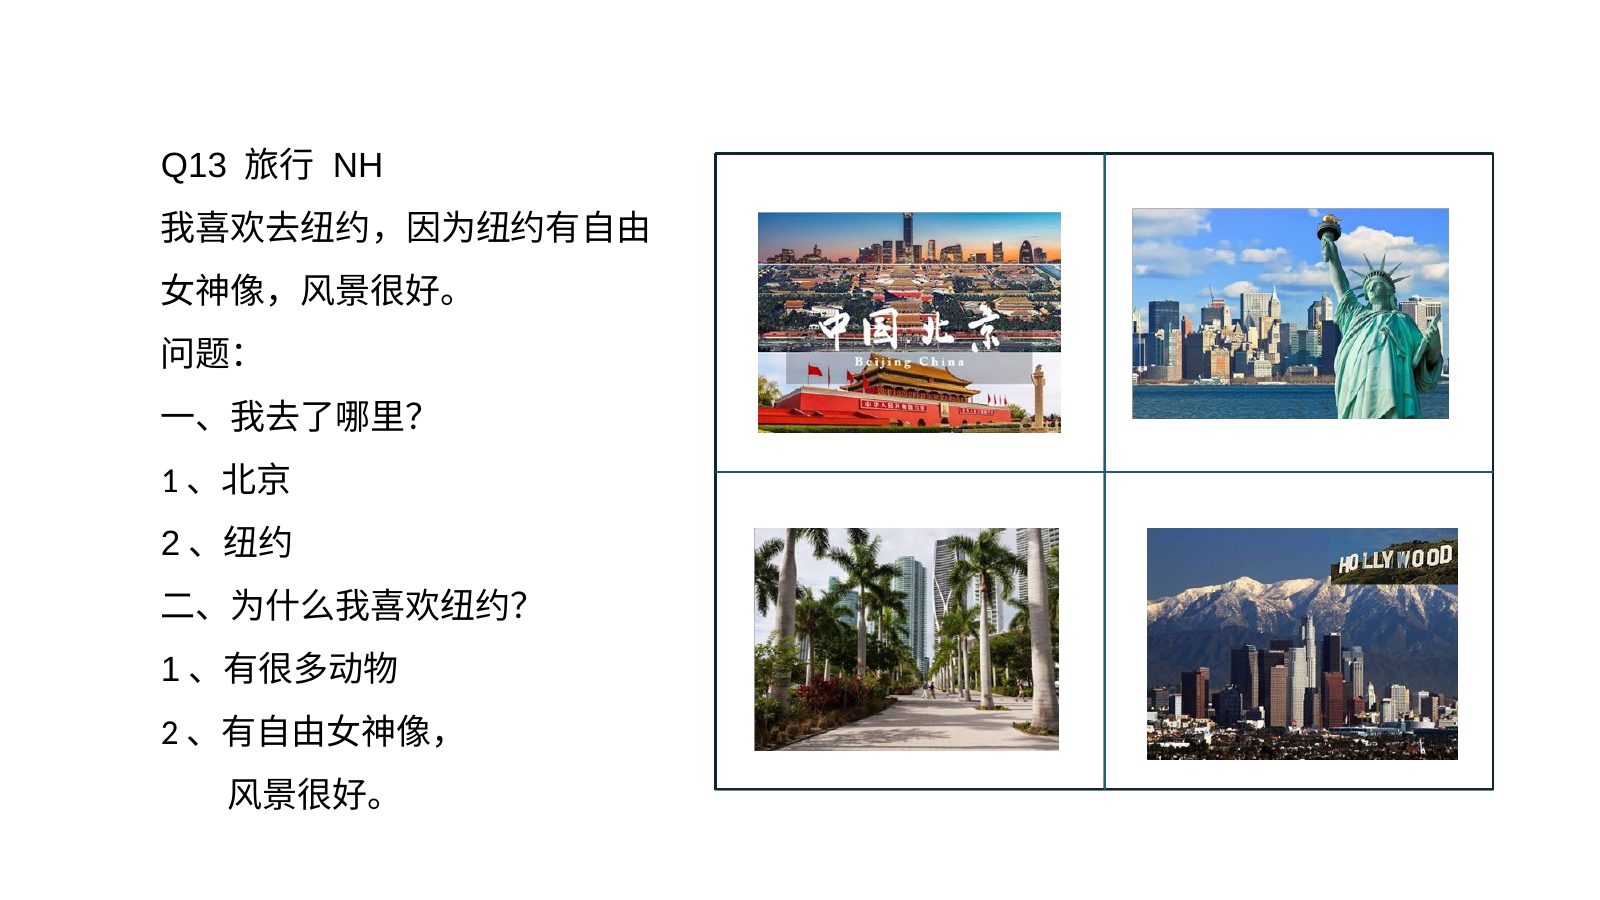 Q13 旅行 NH
我喜欢去纽约，因为纽约有自由
女神像，风景很好。
问题：
一、我去了哪里？
1、北京
2、纽约
二、为什么我喜欢纽约？
1、有很多动物
2、有自由女神像，
风景很好。
中国北京
Beijing China
HOLLYWOOD